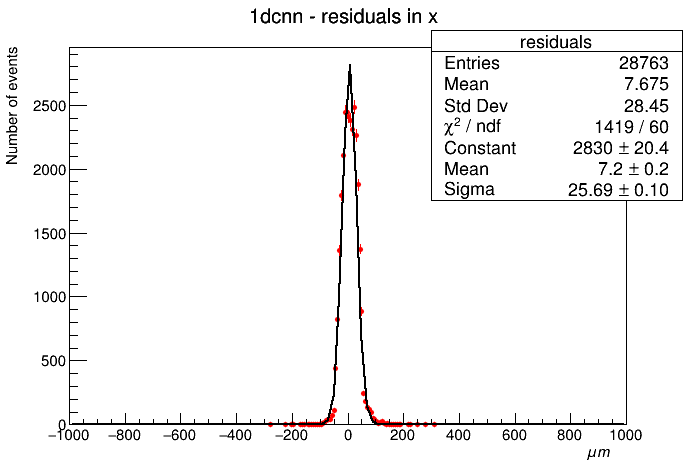 1dcnn - residuals in x
residuals
Entries 28763
Mean 7.675
Std Dev 28.45
χ² / ndf 1419 / 60
Constant 2830 ± 20.4
Mean 7.2 ± 0.2
Sigma 25.69 ± 0.10
Number of events
2500
2000
1500
1000
500
0
−1000 −800 −600 −400 −200 0 200 400 600 800 1000
μm